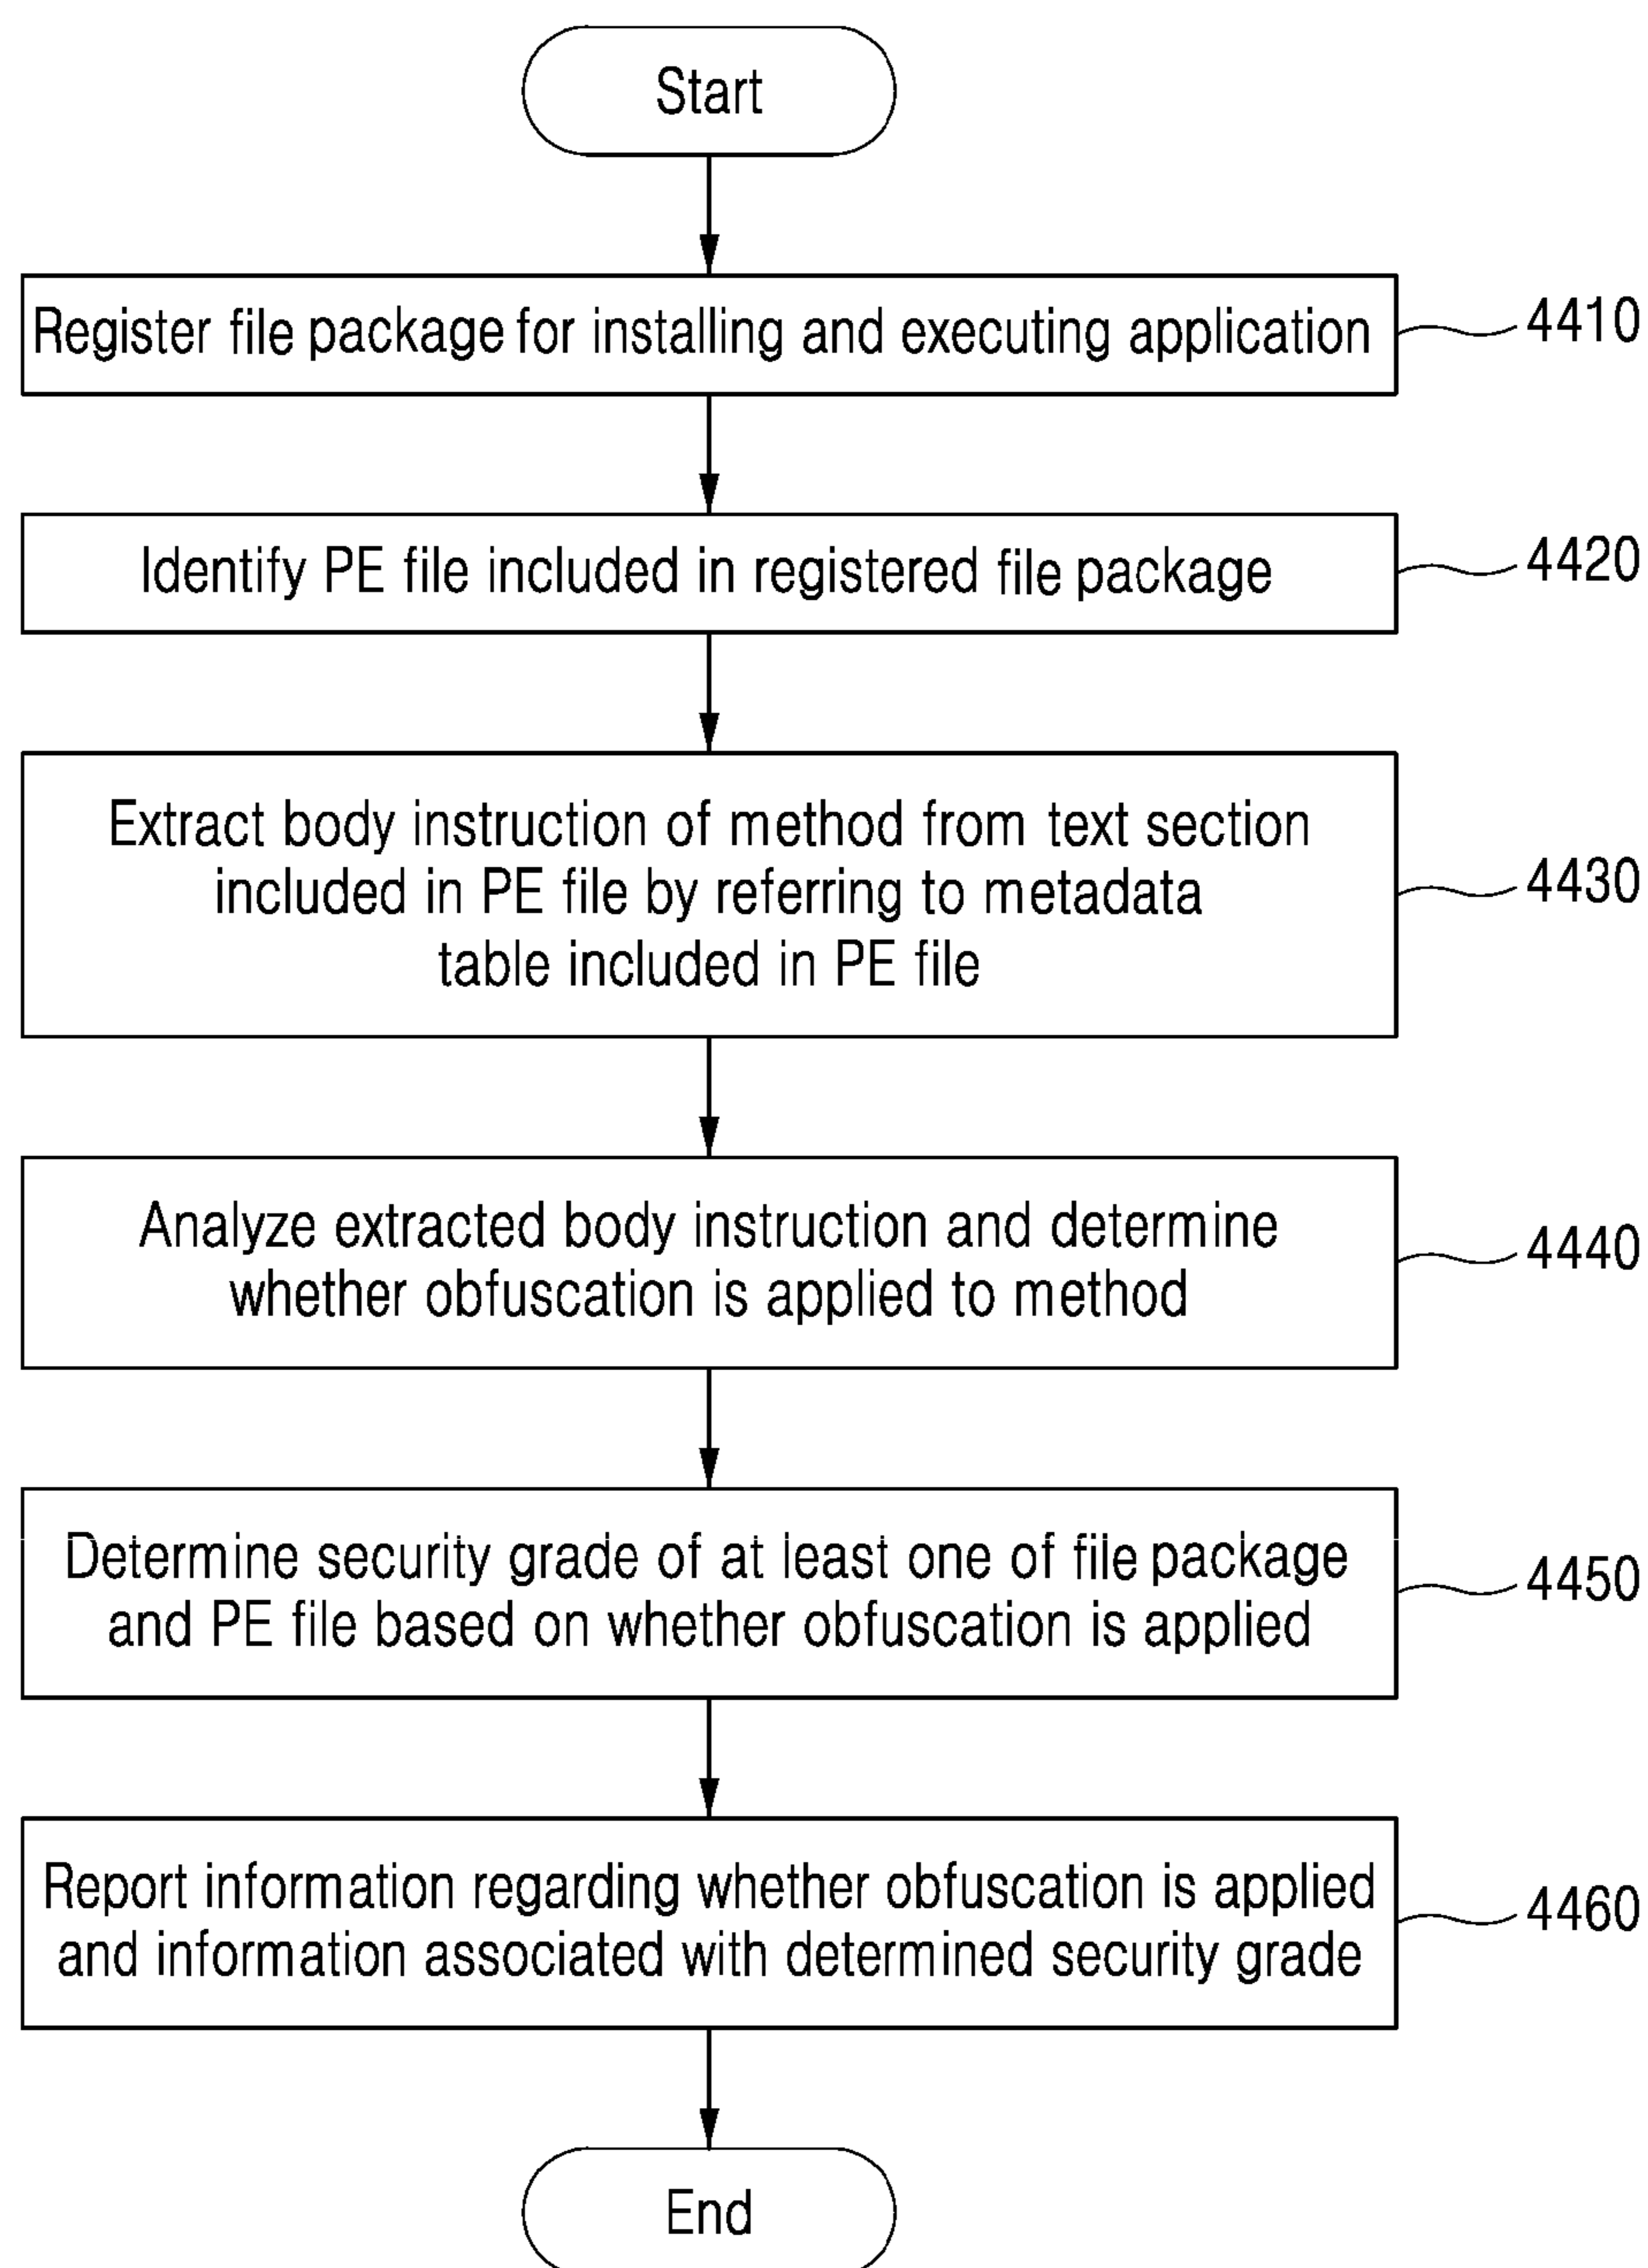 Start
Register file package for installing and executing application
4410
Identify PE file included in registered file package
4420
Extract body instruction of method from text section
included in PE file by referring to metadata
table included in PE file
4430
Analyze extracted body instruction and determine
whether obfuscation is applied to method
4440
Determine security grade of at least one of file package
and PE file based on whether obfuscation is applied
4450
Report information regarding whether obfuscation is applied
and information associated with determined security grade
4460
End